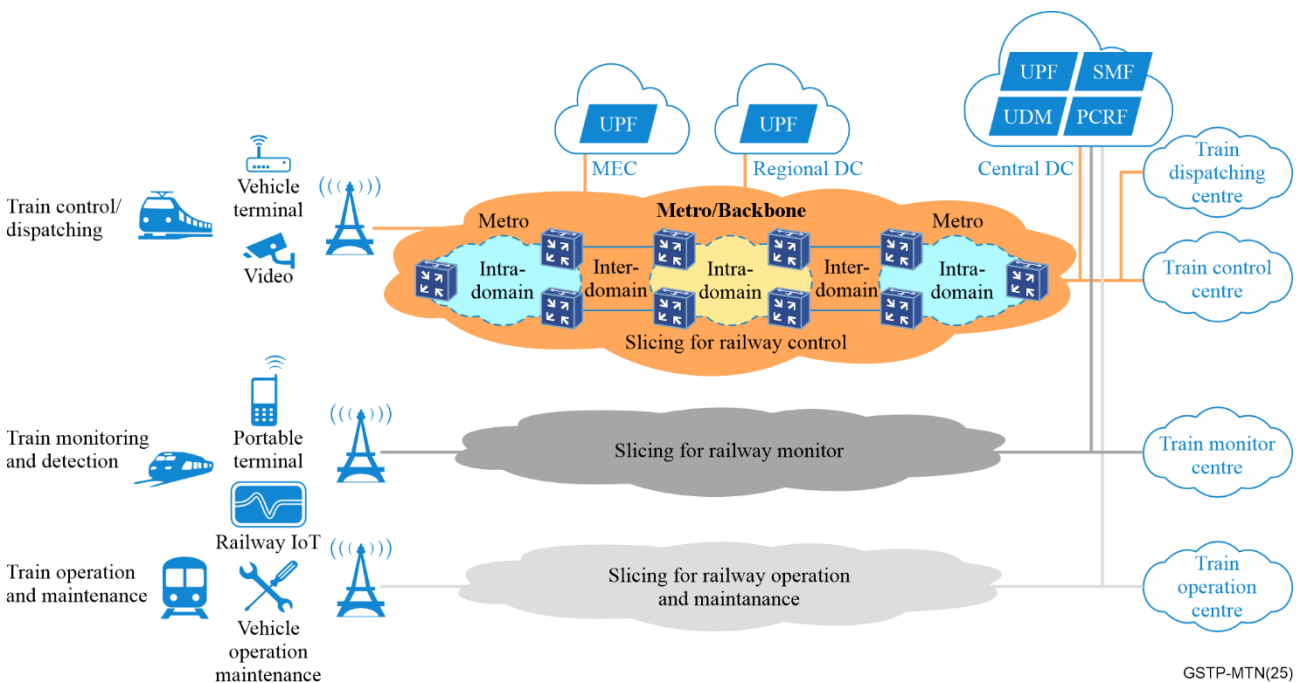 UPF
SMF
UDM
PCRF
UPF
UPF
MEC
Regional DC
Central DC
Train
dispatching
centre
Vehicle
terminal
Train control/
dispatching
Video
Metro/Backbone
Metro
Metro
Intra-
domain
Inter-
domain
Intra-
domain
Inter-
domain
Intra-
domain
Slicing for railway control
Train control
centre
Train monitoring
and detection
Portable
terminal
Slicing for railway monitor
Train monitor
centre
Railway IoT
Train operation
and maintenance
Vehicle
operation
maintenance
Slicing for railway operation
and maintanance
Train
operation
centre
GSTP-MTN(25)